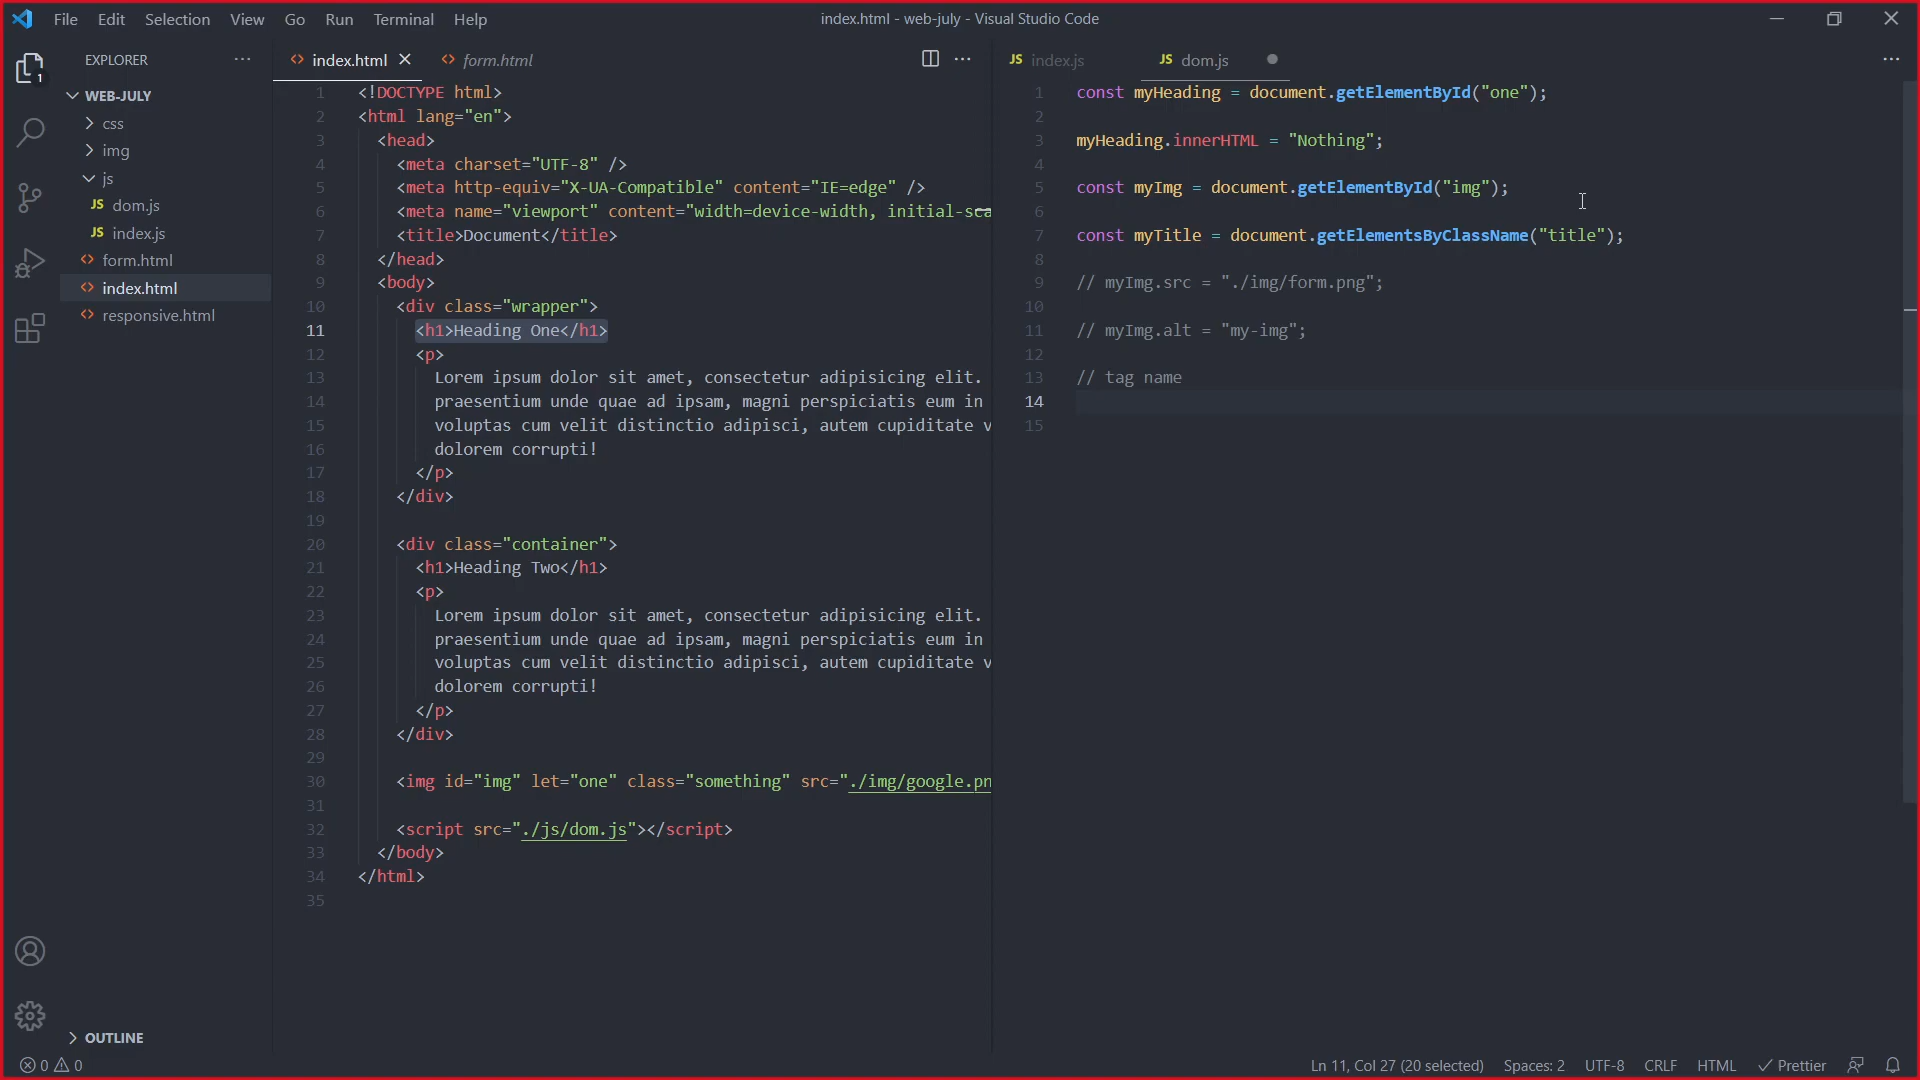 File Edit Selection View Go Run Terminal Help
index.html - web-july - Visual Studio Code
1
EXPLORER
WEB-JULY
css
img
js
JS dom.js
JS index.js
form.html
index.html
responsive.html
OUTLINE
index.html
form.html
1 <!DOCTYPE html>
2 <html lang="en">
3 <head>
4 <meta charset="UTF-8" />
5 <meta http-equiv="X-UA-Compatible" content="IE=edge" />
6 <meta name="viewport" content="width=device-width, initial-sca
7 <title>Document</title>
8 </head>
9 <body>
10 <div class="wrapper">
11 <h1>Heading One</h1>
12 <p>
13 Lorem ipsum dolor sit amet, consectetur adipisicing elit.
14 praesentium unde quae ad ipsam, magni perspiciatis eum in
15 voluptas cum velit distinctio adipisci, autem cupiditate v
16 dolorem corrupti!
17 </p>
18 </div>
19
20 <div class="container">
21 <h1>Heading Two</h1>
22 <p>
23 Lorem ipsum dolor sit amet, consectetur adipisicing elit.
24 praesentium unde quae ad ipsam, magni perspiciatis eum in
25 voluptas cum velit distinctio adipisci, autem cupiditate v
26 dolorem corrupti!
27 </p>
28 </div>
29
30 <img id="img" let="one" class="something" src="./img/google.pn
31
32 <script src="./js/dom.js"></script>
33 </body>
34 </html>
35
JS index.js
JS dom.js
1 const myHeading = document.getElementById("one");
2
3 myHeading.innerHTML = "Nothing";
4
5 const myImg = document.getElementById("img");
6
7 const myTitle = document.getElementsByClassName("title");
8
9 // myImg.src = "./img/form.png";
10
11 // myImg.alt = "my-img";
12
13 // tag name
14
15
0 0
Ln 11, Col 27 (20 selected) Spaces: 2 UTF-8 CRLF HTML Prettier